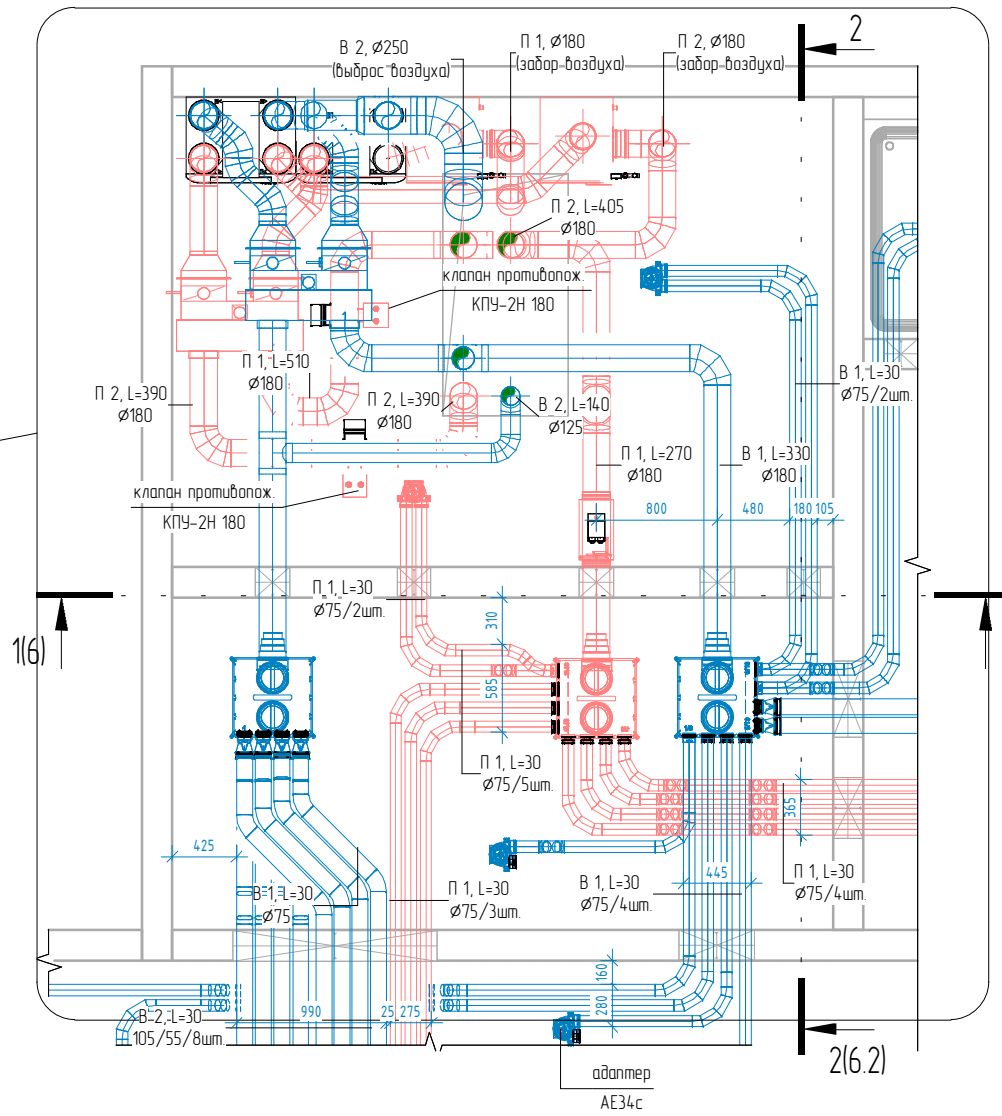 2
В 2, Ø250
(выброс воздуха)
П 1, Ø180
(забор воздуха)
П 2, Ø180
(забор воздуха)
П 2, L=405
Ø180
клапан противопож.
КПУ-2Н 180
П 1, L=510
Ø180
П 2, L=390
Ø180
П 2, L=390
Ø180
В 2, L=140
Ø125
В 1, L=30
Ø75/2шт.
П 1, L=270
Ø180
В 1, L=330
Ø180
клапан противопож.
КПУ-2Н 180
800
480
180
105
П 1, L=30
Ø75/2шт.
310
1(6)
585
П 1, L=30
Ø75/5шт.
365
425
В 1, L=30
Ø75
П 1, L=30
Ø75/3шт.
В 1, L=30
Ø75/4шт.
445
П 1, L=30
Ø75/4шт.
160
280
В 2, L=30
105/55/8шт.
990
25
275
2(6.2)
адаптер
АЕ34с